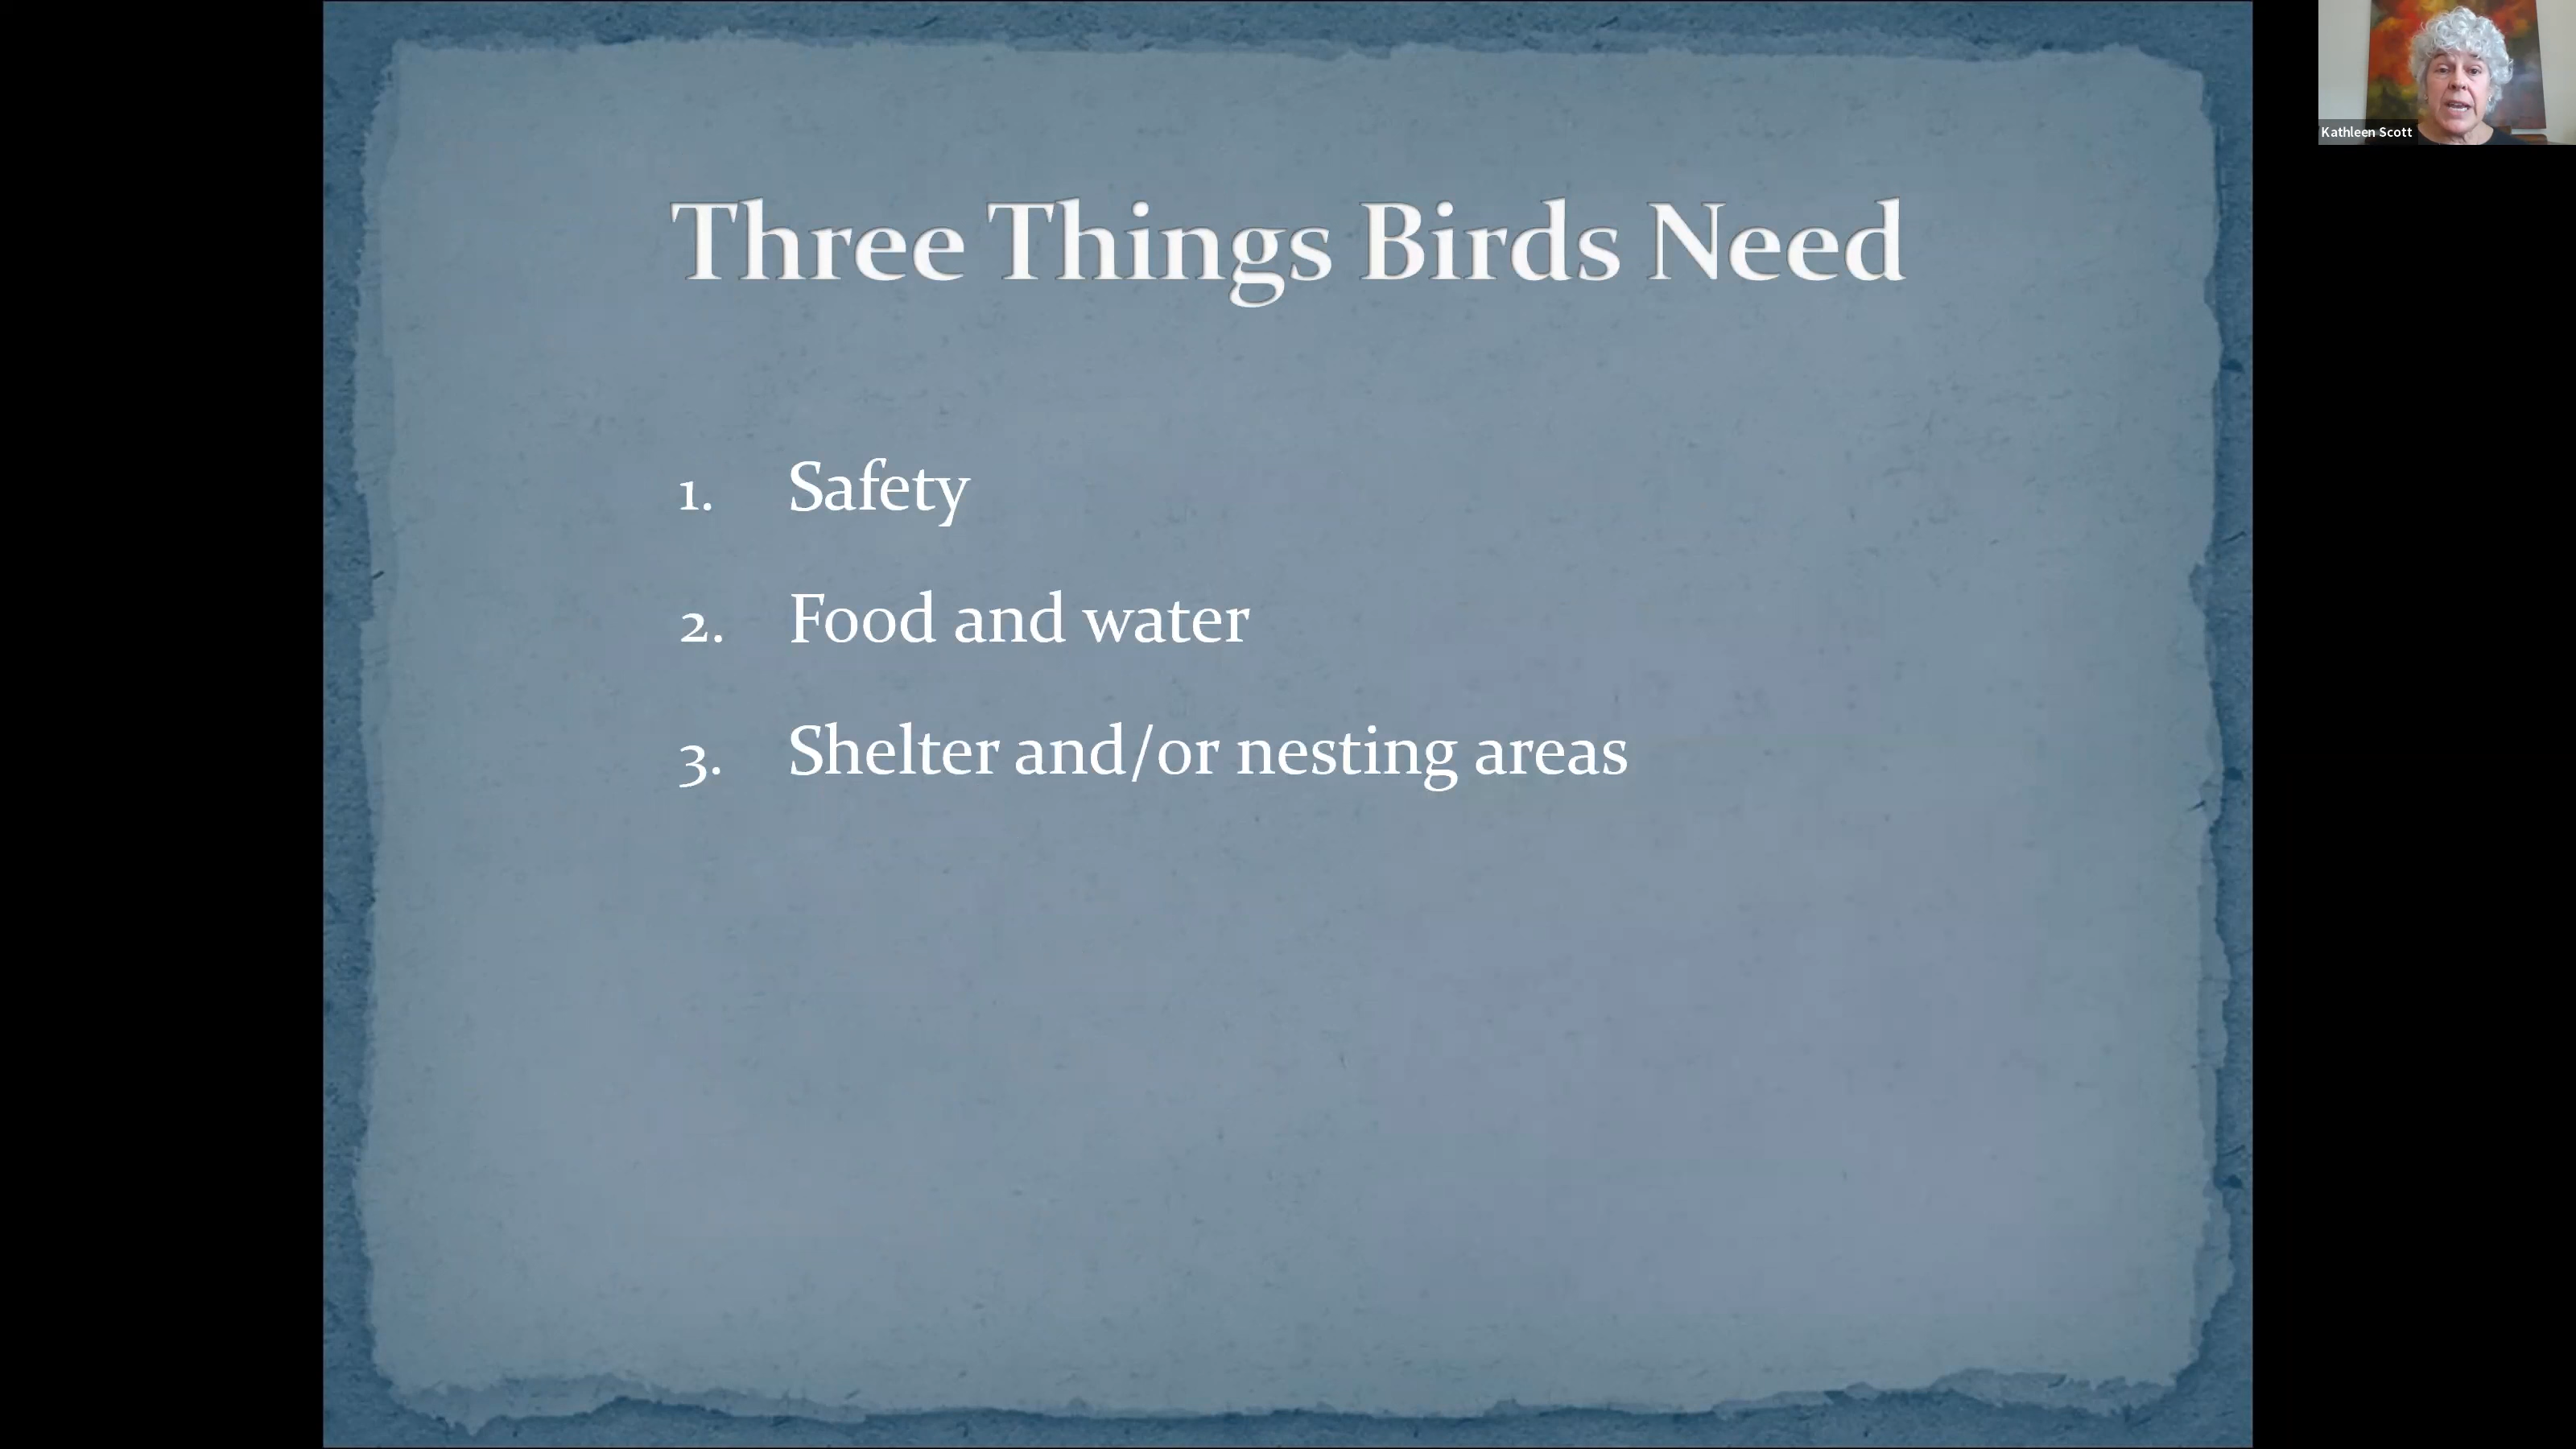 Three Things Birds Need
1. Safety
2. Food and water
3. Shelter and/or nesting areas
Kathleen Scott